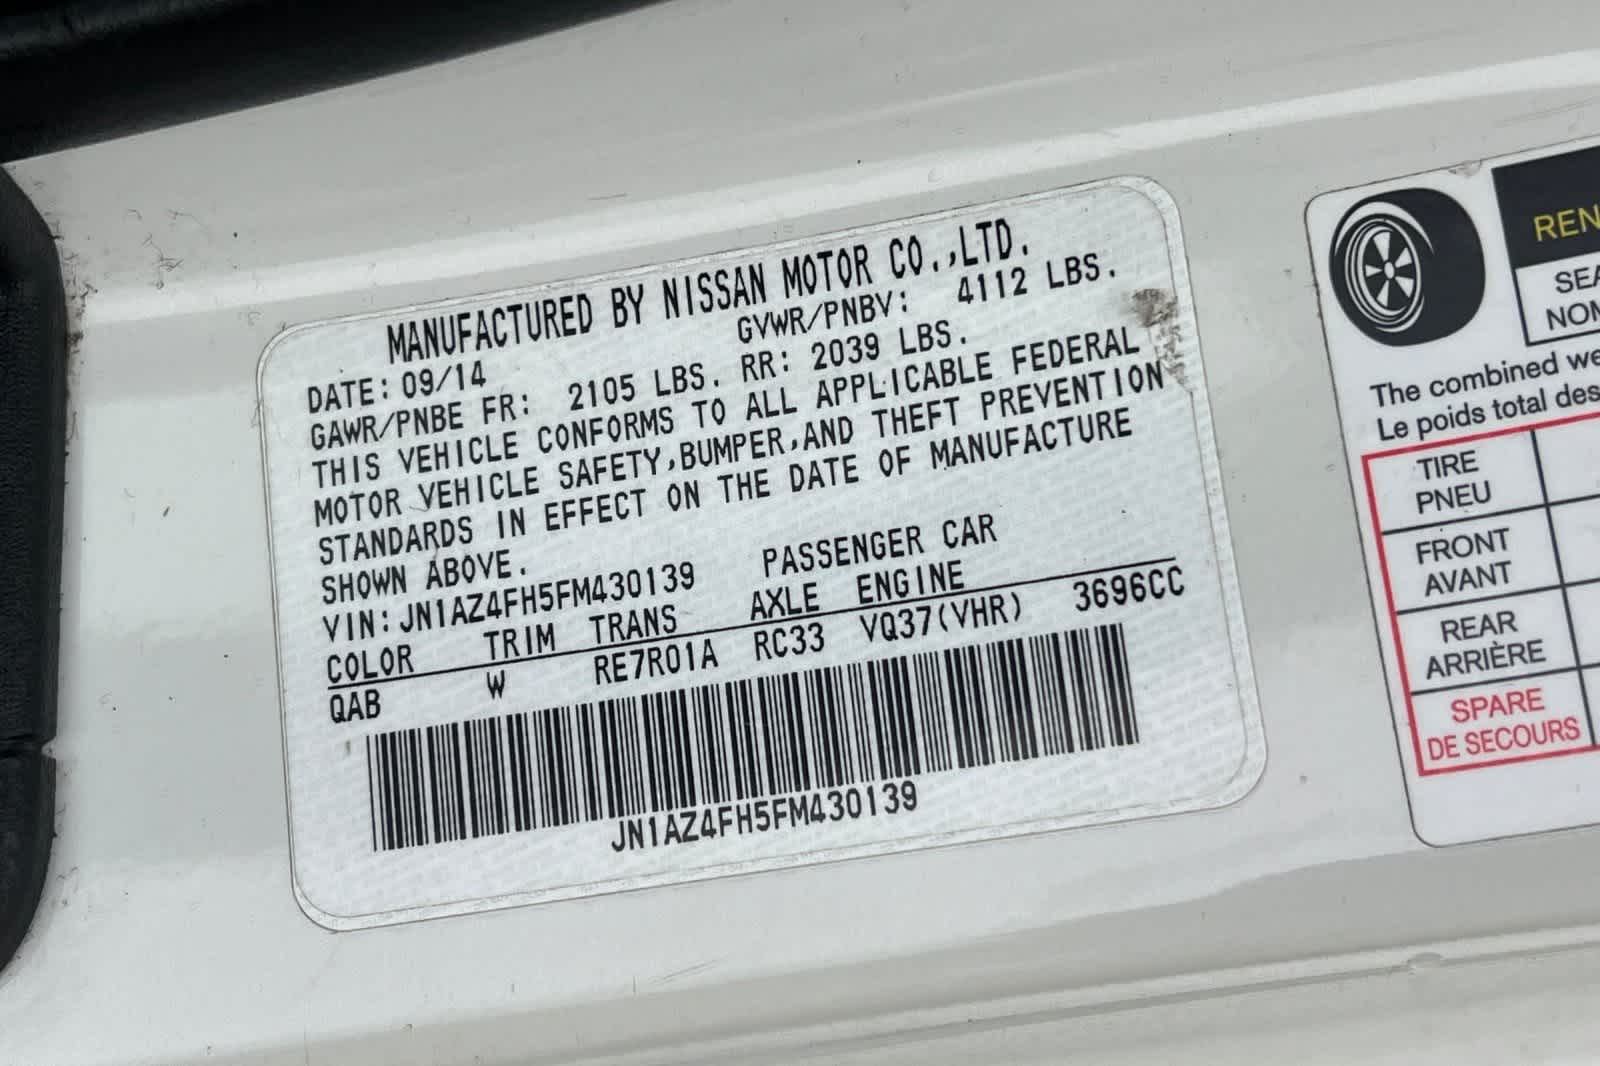 MANUFACTURED BY NISSAN MOTOR CO.,LTD.
DATE: 09/14 GVWR/PNBV: 4112 LBS.
GAWR/PNBE FR: 2105 LBS. RR: 2039 LBS.
THIS VEHICLE CONFORMS TO ALL APPLICABLE FEDERAL
MOTOR VEHICLE SAFETY,BUMPER,AND THEFT PREVENTION
STANDARDS IN EFFECT ON THE DATE OF MANUFACTURE
SHOWN ABOVE.
VIN: JN1AZ4FH5FM430139 PASSENGER CAR
COLOR TRIM TRANS AXLE ENGINE
QAB W RE7R01A RC33 VQ37(VHR) 3696CC
JN1AZ4FH5FM430139
REN
SEA
NOM
The combined we
Le poids total des
TIRE
PNEU
FRONT
AVANT
REAR
ARRIÈRE
SPARE
DE SECOURS